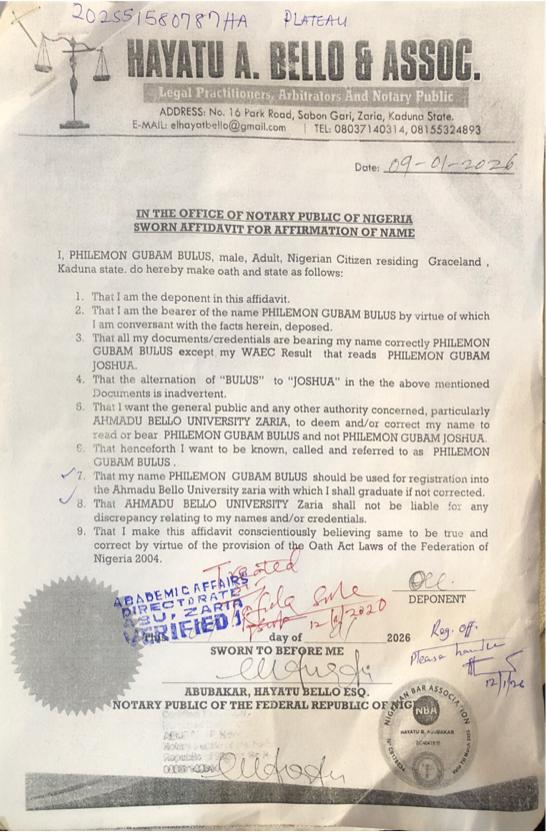 202551580787HA PLATEAU
HAYATU A. BELLO & ASSOC.
Legal Practitioners, Arbitrators And Notary Public
ADDRESS: No. 16 Park Road, Sabon Gari, Zaria, Kaduna State.
E-MAIL: elhayatbello@gmail.com | TEL: 08037140314, 08155324893
Date: 09-01-2026
IN THE OFFICE OF NOTARY PUBLIC OF NIGERIA
SWORN AFFIDAVIT FOR AFFIRMATION OF NAME
I, PHILEMON GUBAM BULUS, male, Adult, Nigerian Citizen residing Graceland ,
Kaduna state. do hereby make oath and state as follows:
1. That I am the deponent in this affidavit.
2. That I am the bearer of the name PHILEMON GUBAM BULUS by virtue of which
I am conversant with the facts herein, deposed.
3. That all my documents/credentials are bearing my name correctly PHILEMON
GUBAM BULUS except my WAEC Result that reads PHILEMON GUBAM
JOSHUA.
4. That the alternation of "BULUS" to "JOSHUA" in the the above mentioned
Documents is inadvertent.
5. That I want the general public and any other authority concerned, particularly
AHMADU BELLO UNIVERSITY ZARIA, to deem and/or correct my name to
read or bear PHILEMON GUBAM BULUS and not PHILEMON GUBAM JOSHUA.
6. That henceforth I want to be known, called and referred to as PHILEMON
GUBAM BULUS .
7. That my name PHILEMON GUBAM BULUS should be used for registration into
the Ahmadu Bello University zaria with which I shall graduate if not corrected.
8. That AHMADU BELLO UNIVERSITY Zaria shall not be liable for any
discrepancy relating to my names and/or credentials.
9. That I make this affidavit conscientiously believing same to be true and
correct by virtue of the provision of the Oath Act Laws of the Federation of
Nigeria 2004.
Treated
ACADEMIC AFFAIRS
DIRECTORATE
ABU, ZARIA
VERIFIED
DEPONENT
This day of 2026
SWORN TO BEFORE ME
Reg. off.
Please handle
12/1/26
ABUBAKAR, HAYATU BELLO ESQ.
NOTARY PUBLIC OF THE FEDERAL REPUBLIC OF NIG
NIGERIAN BAR ASSOCIATION
NBA
HAYATU B. ABUBAKAR